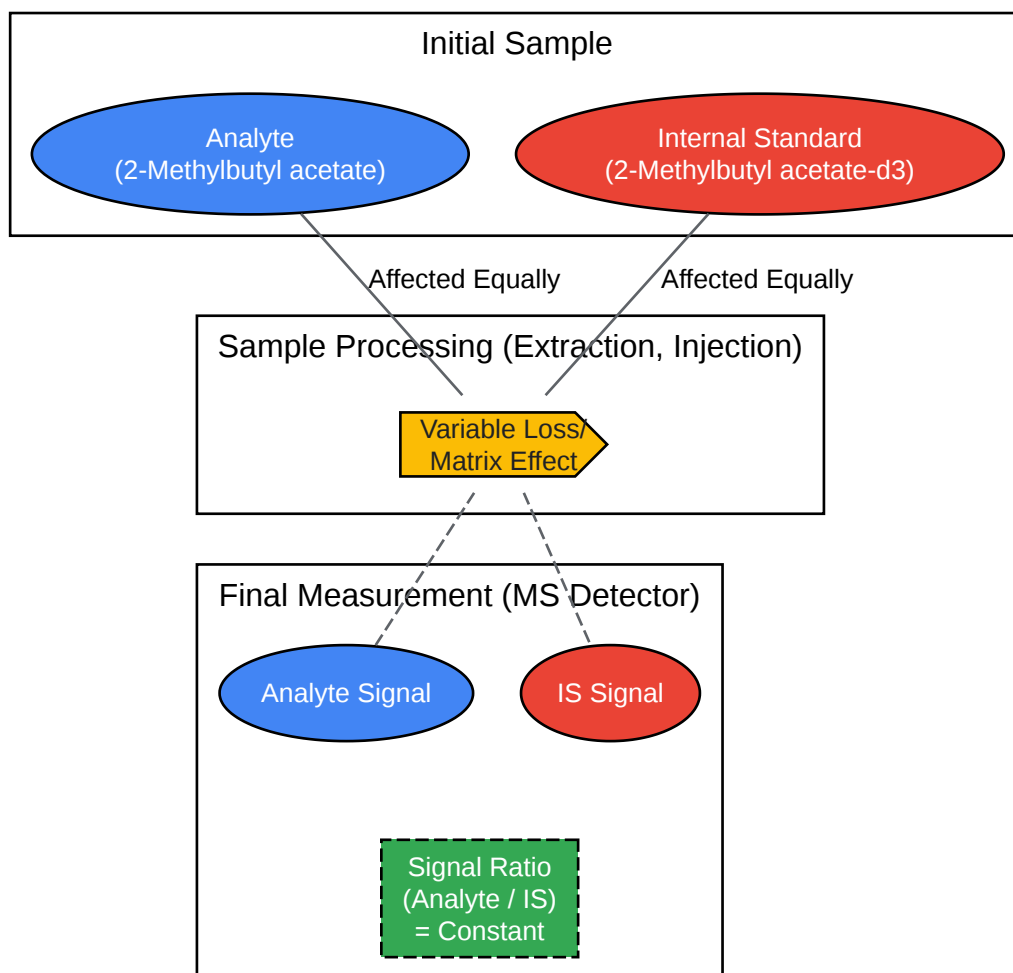 Initial Sample
Analyte
(2-Methylbutyl acetate)
Internal Standard
(2-Methylbutyl acetate-d3)
Affected Equally
Affected Equally
Sample Processing (Extraction, Injection)
Variable Loss/
Matrix Effect
Final Measurement (MS Detector)
Analyte Signal
IS Signal
Signal Ratio
(Analyte / IS)
= Constant